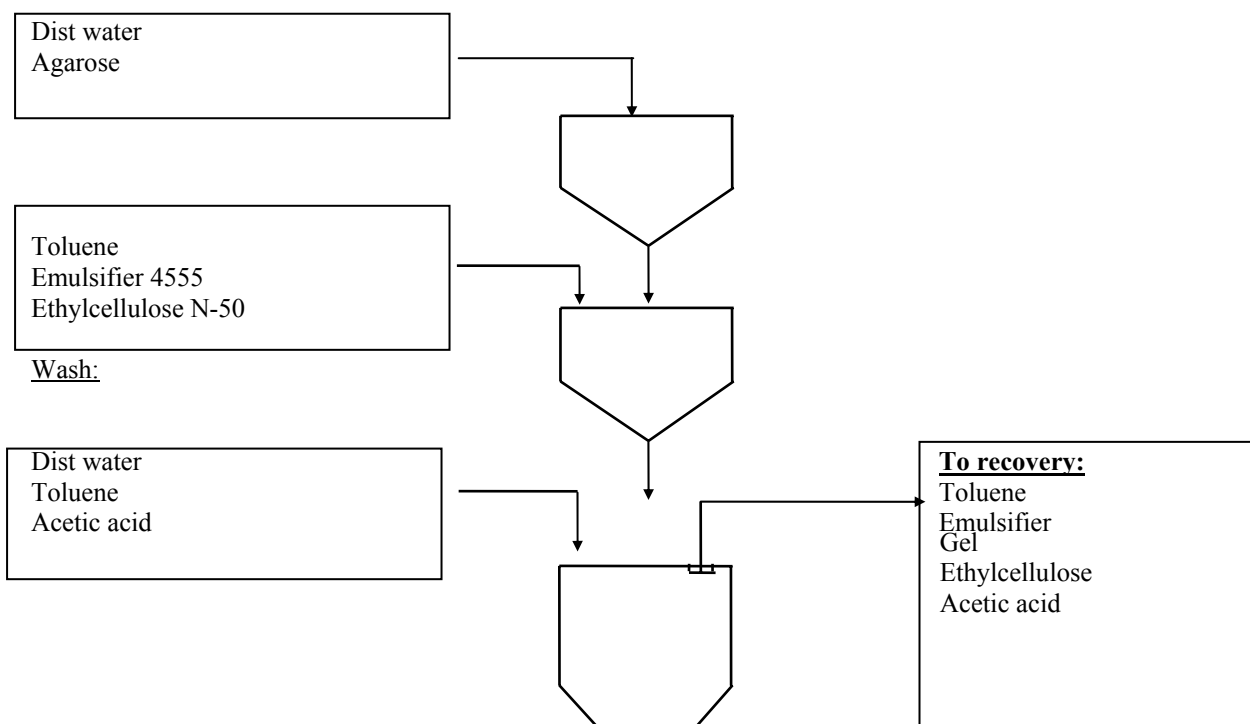 Dist water
Agarose
Toluene
Emulsifier 4555
Ethylcellulose N-50
Wash:
Dist water
Toluene
Acetic acid
To recovery:
Toluene
Emulsifier
Gel
Ethylcellulose
Acetic acid